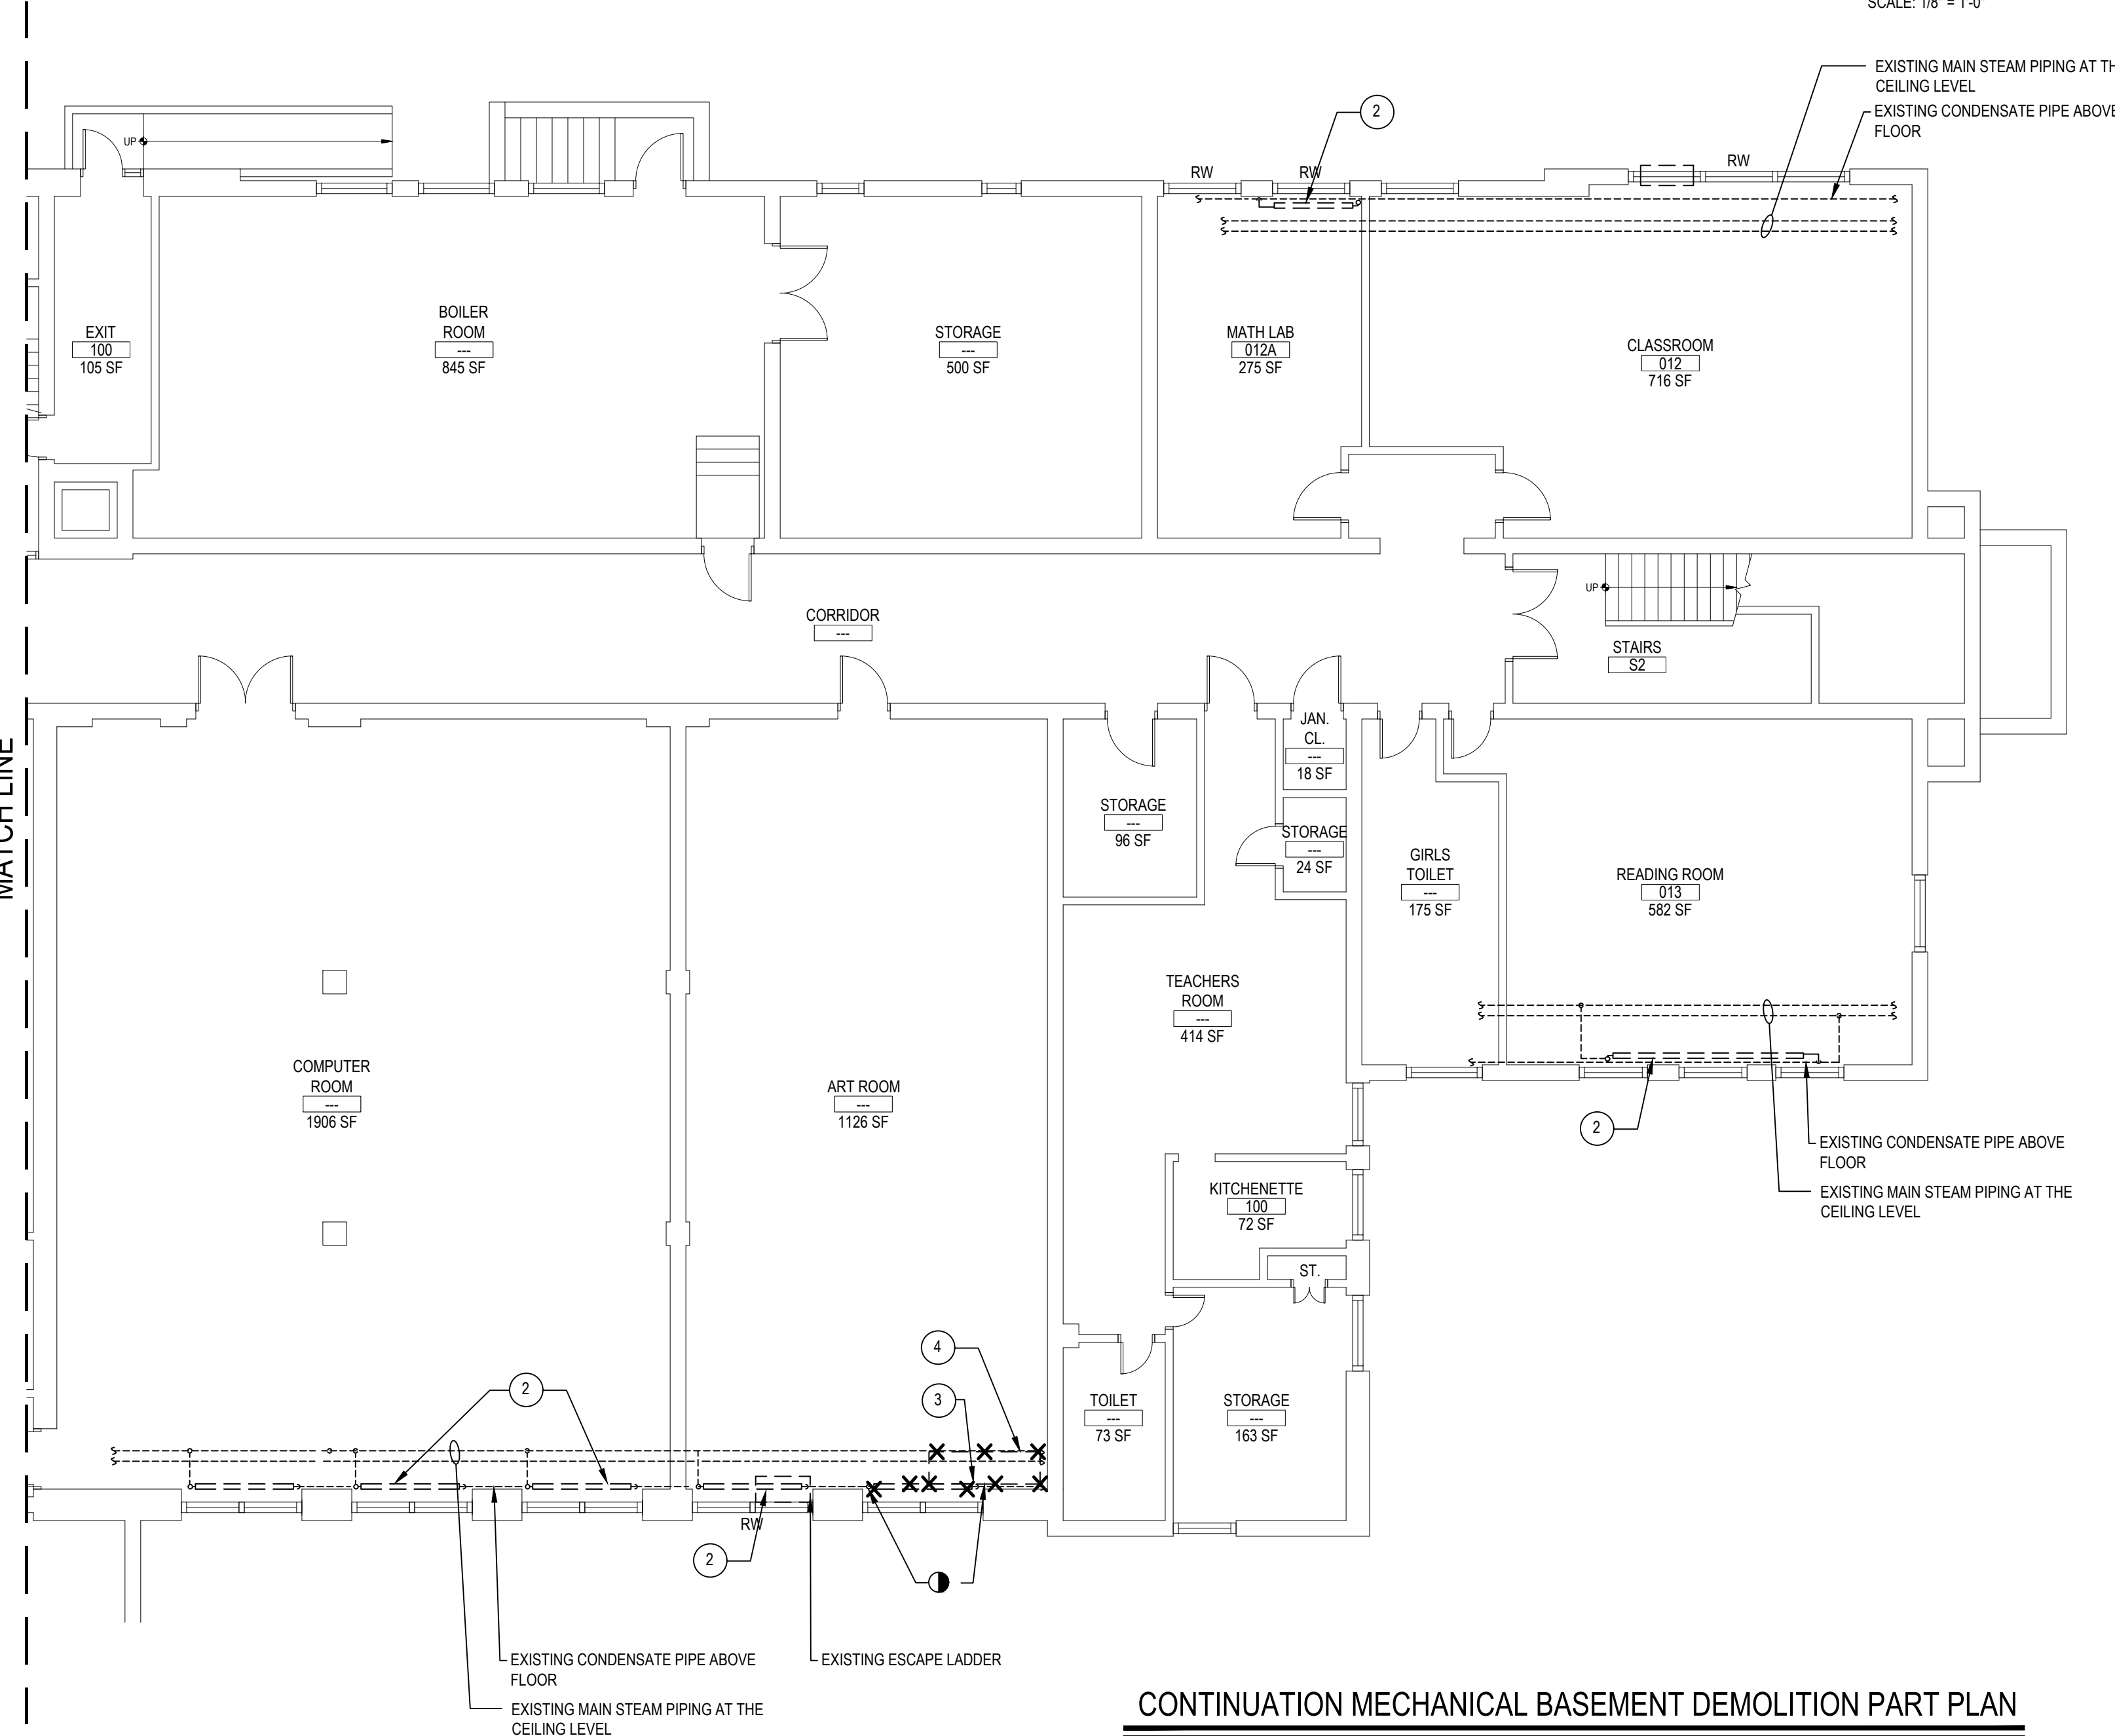 SCALE: 1/8" = 1'-0"
EXISTING MAIN STEAM PIPING AT
CEILING LEVEL
EXISTING CONDENSATE PIPE ABOVE
FLOOR
2
UP
RW
RW
RW
EXIT
100
105 SF
BOILER
ROOM
---
845 SF
STORAGE
---
500 SF
MATH LAB
012A
275 SF
CLASSROOM
012
716 SF
CORRIDOR
---
UP
STAIRS
S2
MATCH LINE
JAN.
CL.
---
18 SF
STORAGE
---
96 SF
STORAGE
---
24 SF
GIRLS
TOILET
---
175 SF
READING ROOM
013
582 SF
TEACHERS
ROOM
---
414 SF
COMPUTER
ROOM
---
1906 SF
ART ROOM
---
1126 SF
2
EXISTING CONDENSATE PIPE ABOVE
FLOOR
EXISTING MAIN STEAM PIPING AT THE
CEILING LEVEL
KITCHENETTE
100
72 SF
ST.
4
3
2
TOILET
---
73 SF
STORAGE
---
163 SF
RW
2
EXISTING CONDENSATE PIPE ABOVE
FLOOR
EXISTING ESCAPE LADDER
EXISTING MAIN STEAM PIPING AT THE
CEILING LEVEL
CONTINUATION MECHANICAL BASEMENT DEMOLITION PART PLAN